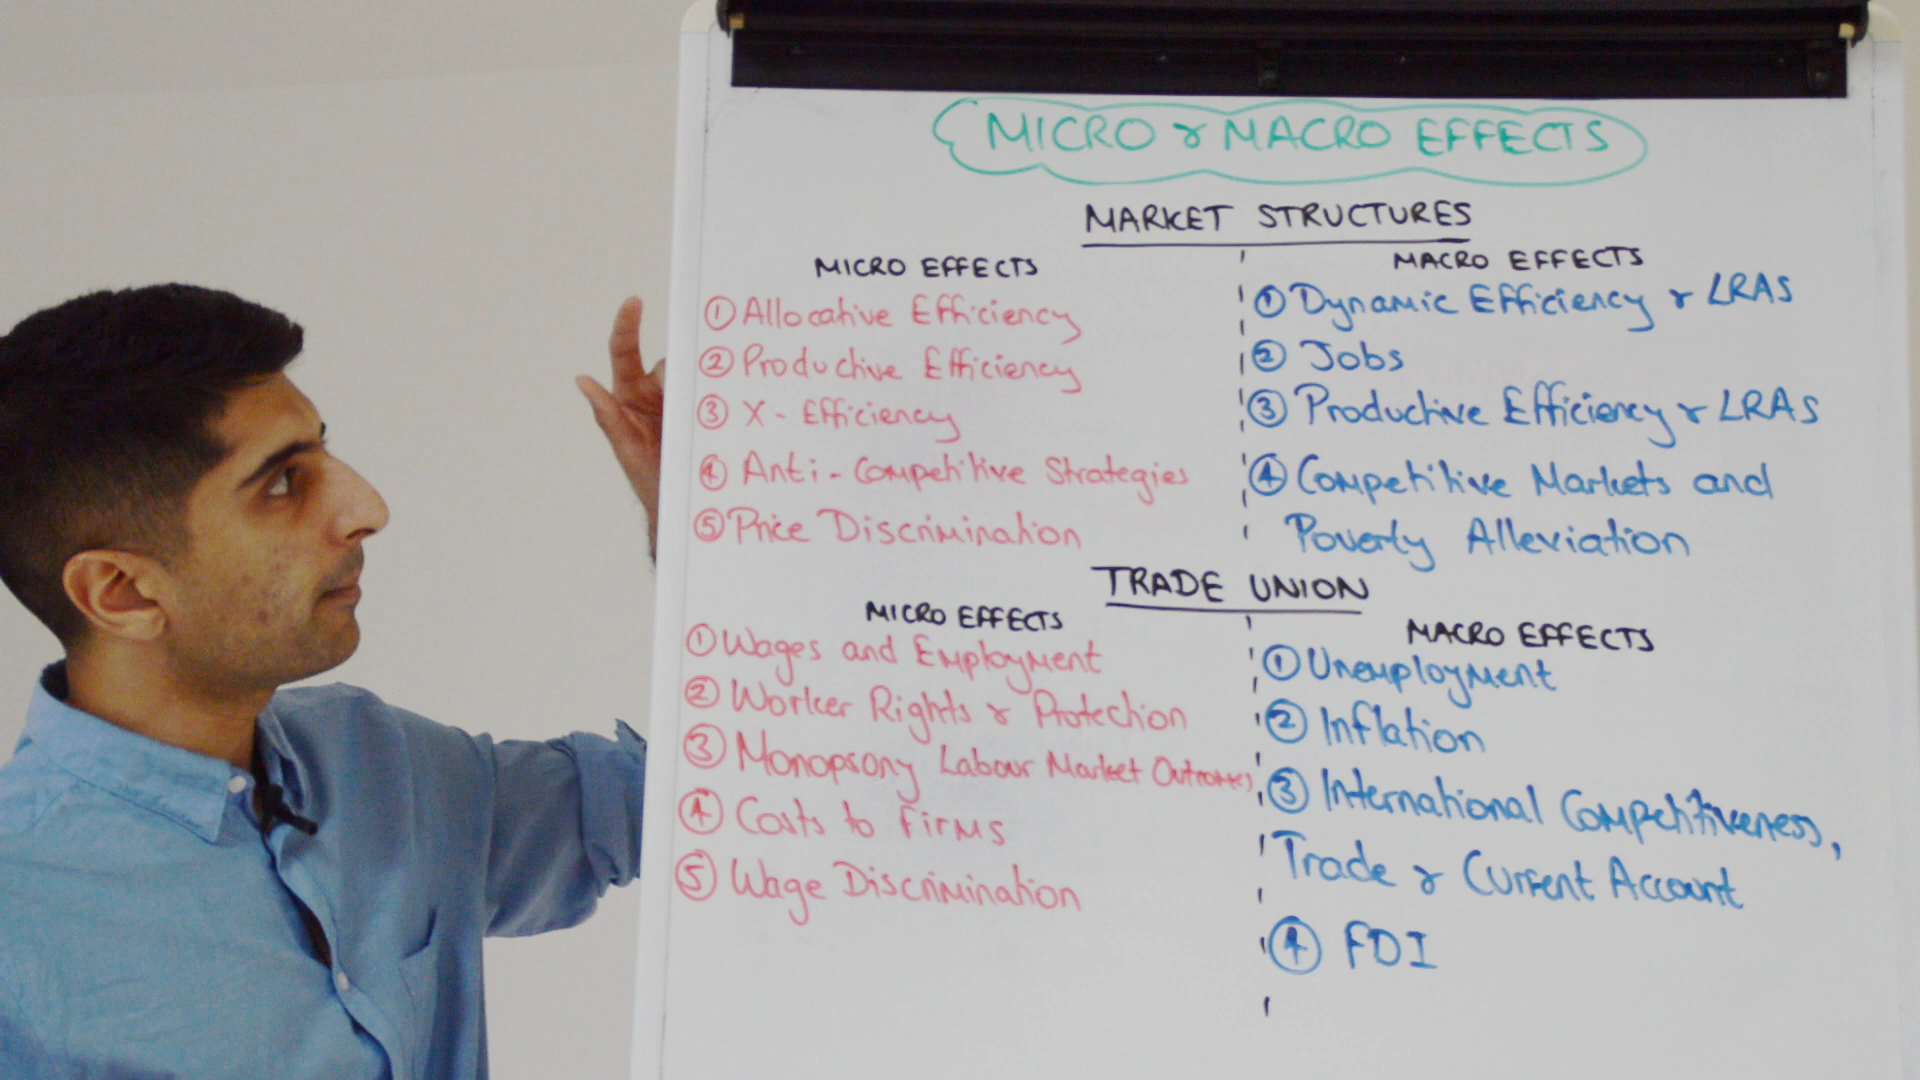 MICRO & MACRO EFFECTS
MARKET STRUCTURES
MICRO EFFECTS
① Allocative Efficiency
② Productive Efficiency
③ X-Efficiency
④ Anti-Competitive Strategies
⑤ Price Discrimination
MACRO EFFECTS
① Dynamic Efficiency & LRAS
② Jobs
③ Productive Efficiency & LRAS
④ Competitive Markets and
Poverty Alleviation
TRADE UNION
MICRO EFFECTS
① Wages and Employment
② Worker Rights & Protection
③ Monopsony Labour Market Outcomes
④ Costs to Firms
⑤ Wage Discrimination
MACRO EFFECTS
① Unemployment
② Inflation
③ International Competitiveness,
Trade & Current Account
④ FDI